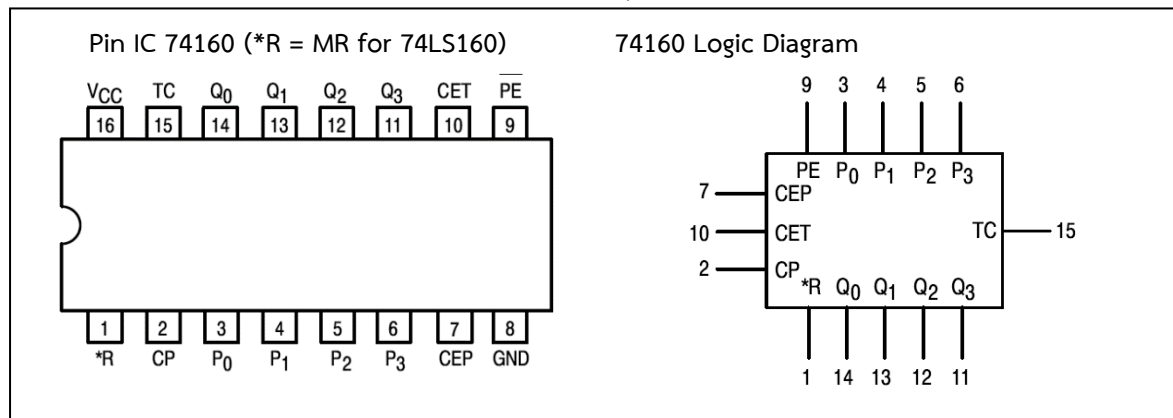 Pin IC 74160 (*R = MR for 74LS160)
74160 Logic Diagram
VCC TC Q0 Q1 Q2 Q3 CET PE
16 15 14 13 12 11 10 9
1 2 3 4 5 6 7 8
*R CP P0 P1 P2 P3 CEP GND
9 3 4 5 6
PE P0 P1 P2 P3
7 CEP
10 CET TC 15
2 CP
*R Q0 Q1 Q2 Q3
1 14 13 12 11